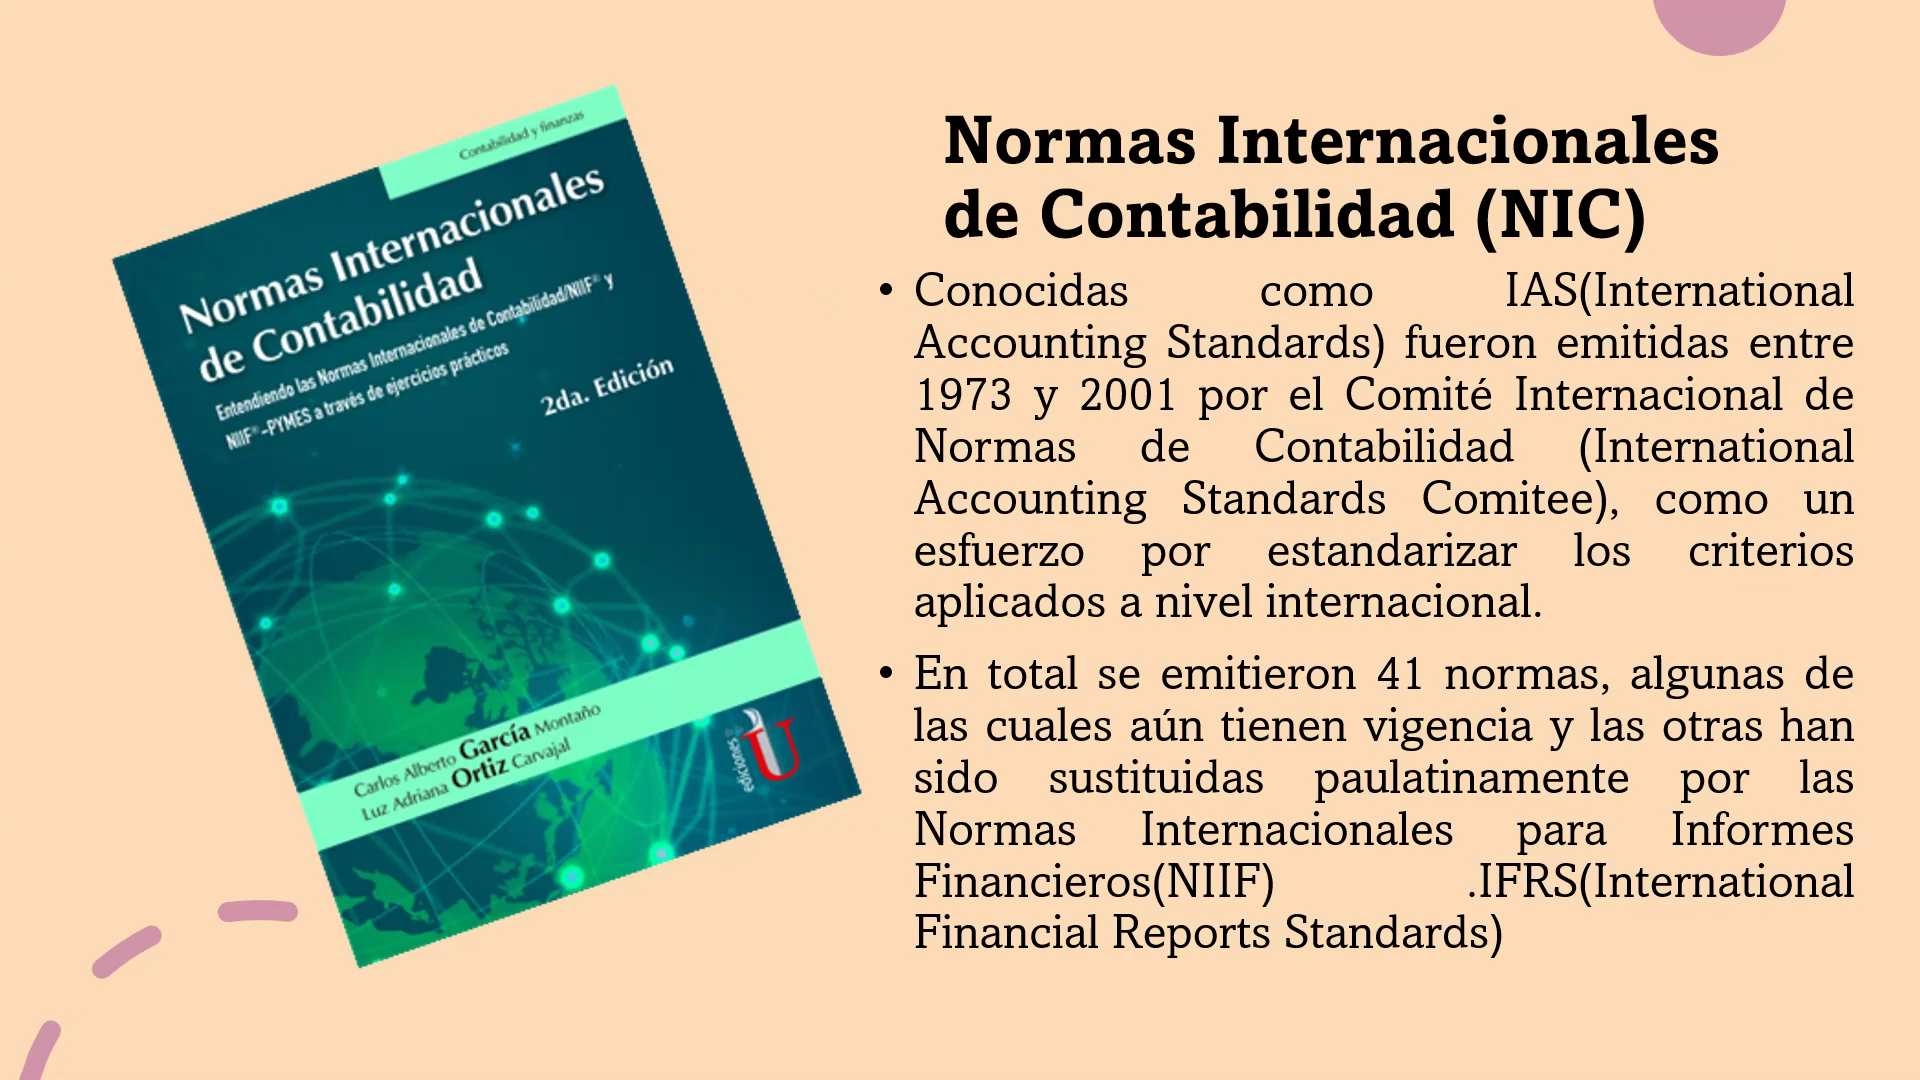 Contabilidad y finanzas
Normas Internacionales
de Contabilidad
Entendiendo las Normas Internacionales de Contabilidad/NIIF® y
NIIF®-PYMES a través de ejercicios prácticos
2da. Edición
Carlos Alberto García Montaño
Luz Adriana Ortiz Carvajal
ediciones U
Normas Internacionales
de Contabilidad (NIC)
• Conocidas como IAS(International
Accounting Standards) fueron emitidas entre
1973 y 2001 por el Comité Internacional de
Normas de Contabilidad (International
Accounting Standards Comitee), como un
esfuerzo por estandarizar los criterios
aplicados a nivel internacional.
• En total se emitieron 41 normas, algunas de
las cuales aún tienen vigencia y las otras han
sido sustituidas paulatinamente por las
Normas Internacionales para Informes
Financieros(NIIF) .IFRS(International
Financial Reports Standards)